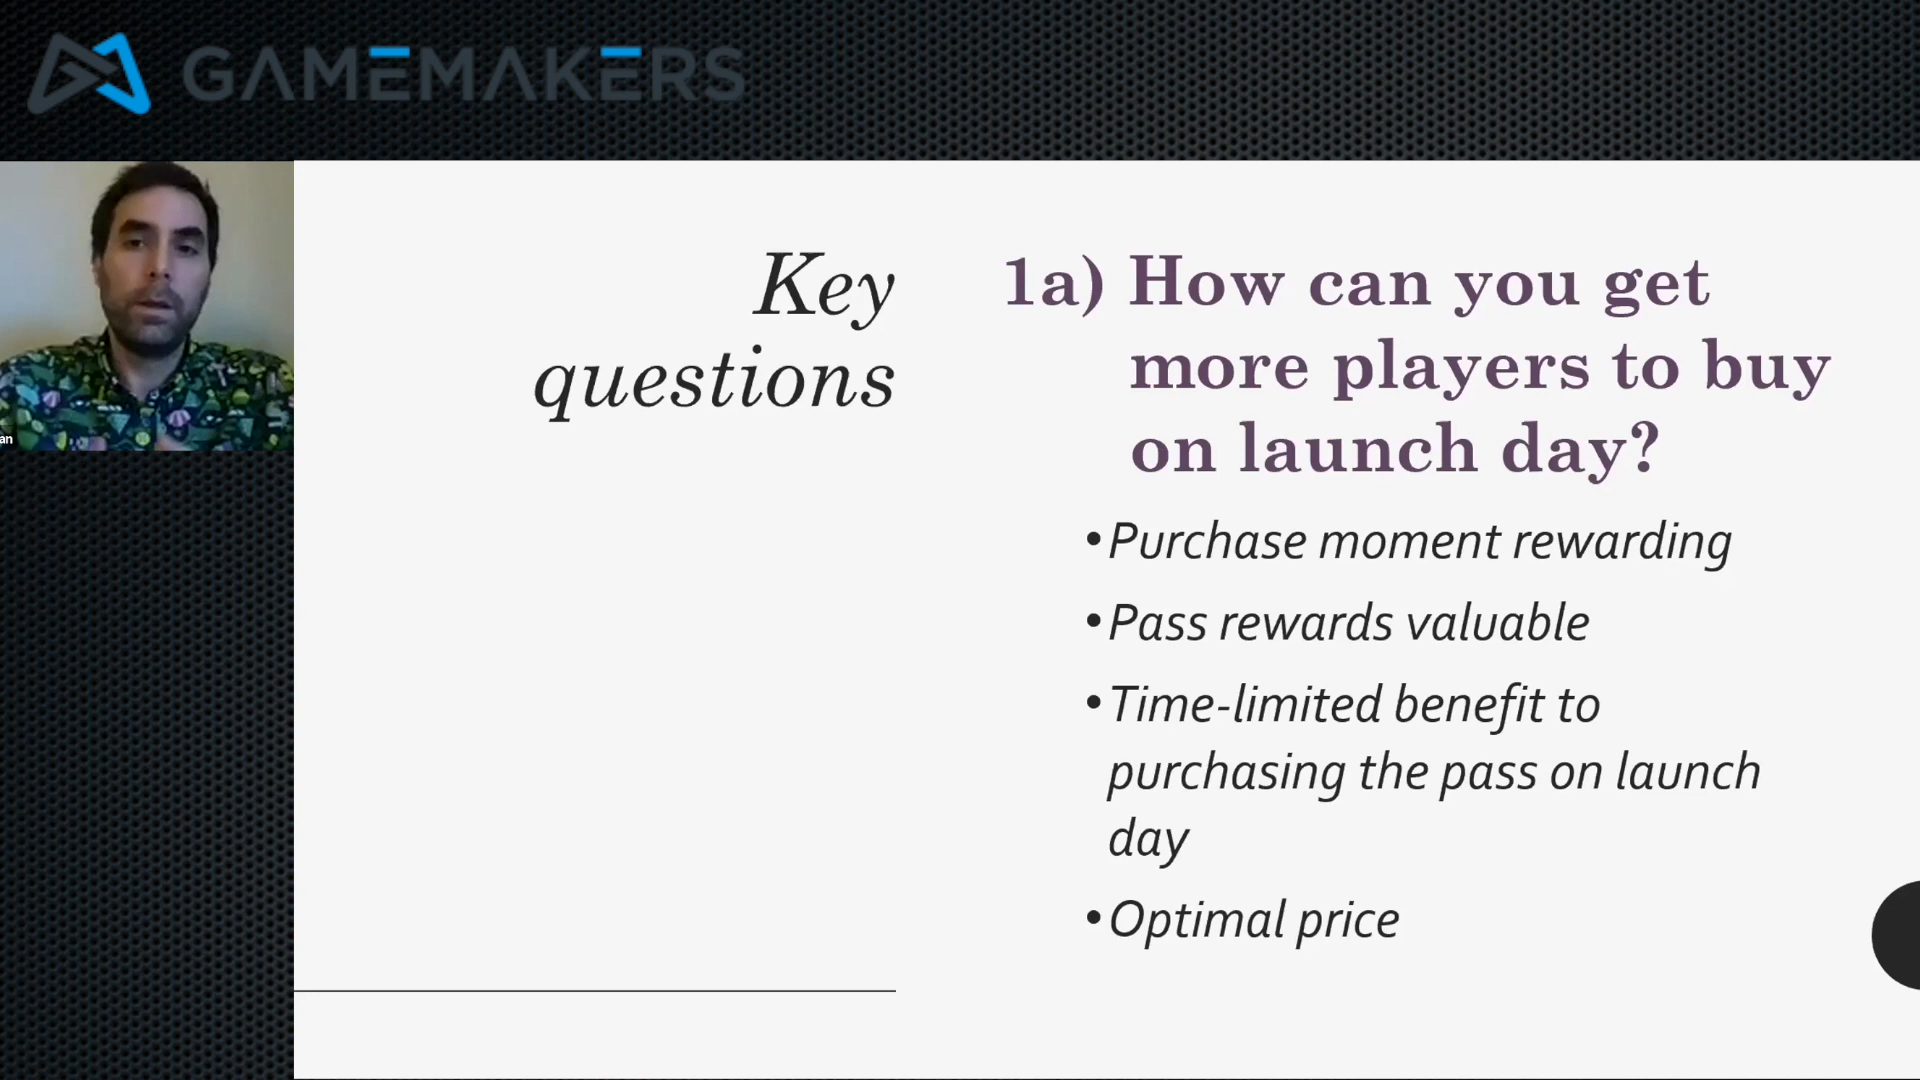 GAMEMAKERS
an
Key
questions
1a) How can you get
more players to buy
on launch day?
•Purchase moment rewarding
•Pass rewards valuable
•Time-limited benefit to
purchasing the pass on launch
day
•Optimal price